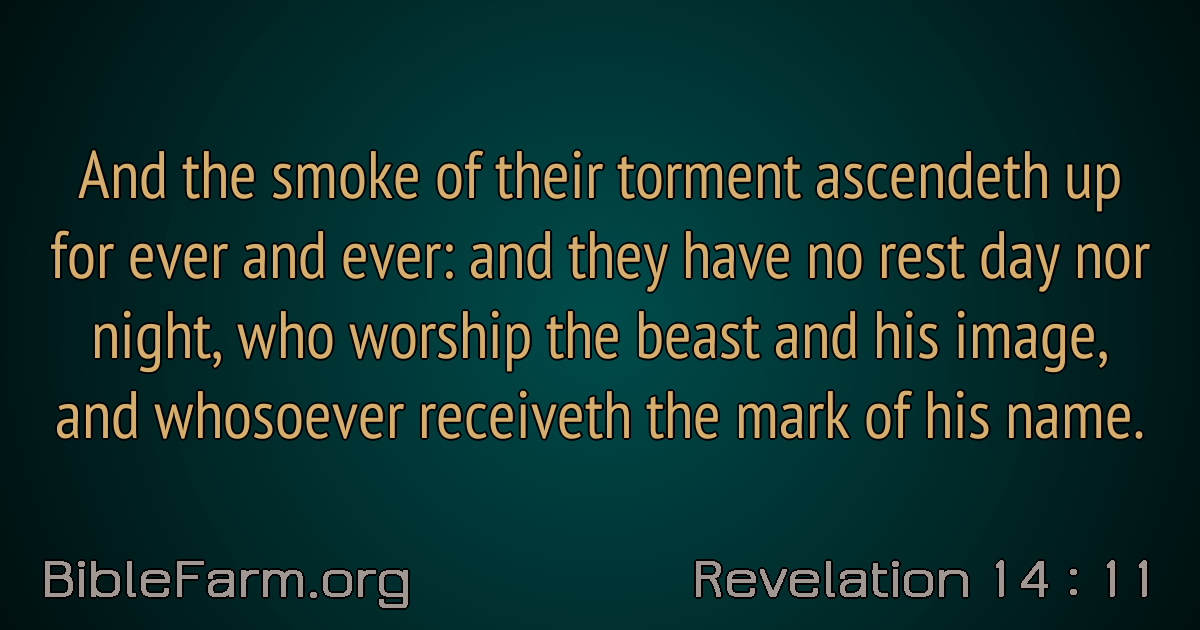 And the smoke of their torment ascendeth up
for ever and ever: and they have no rest day nor
night, who worship the beast and his image,
and whosoever receiveth the mark of his name.
BibleFarm.org
Revelation 14 : 11